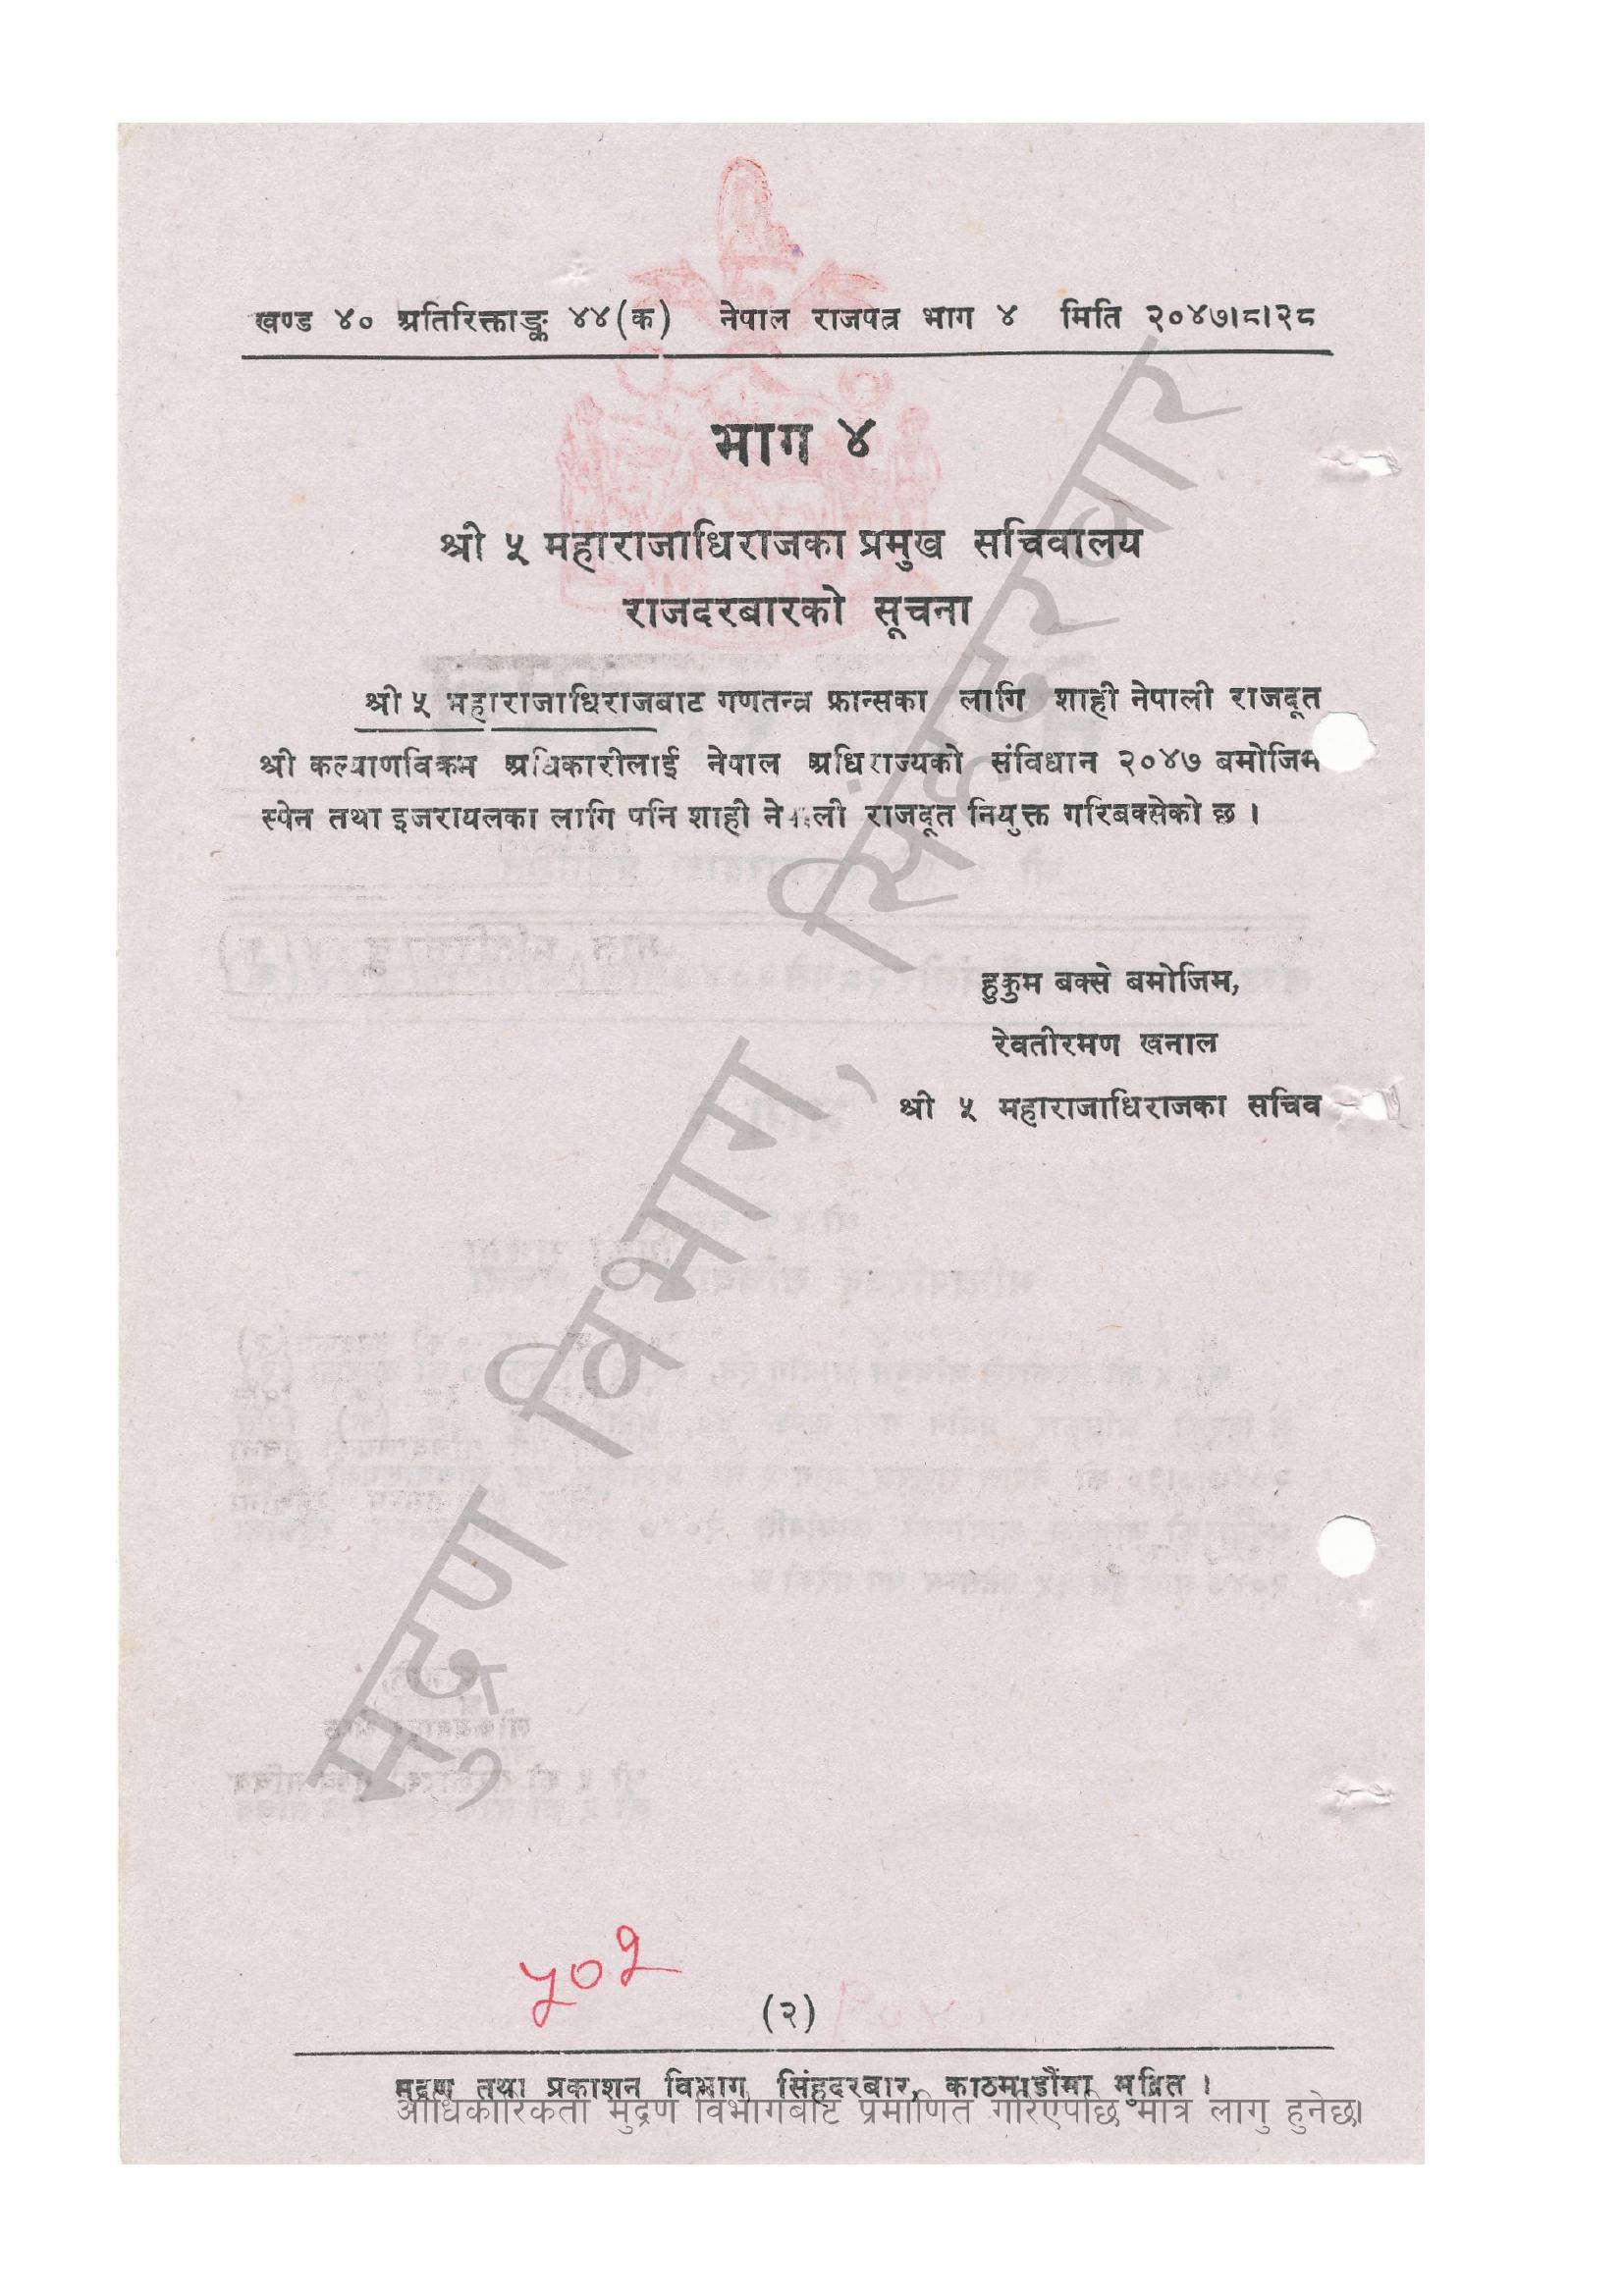 खण्ड ४० अतिरिक्ताङ्क ४४(क) नेपाल राजपत्र भाग ४ मिति २०४७।८।२८
भाग ४
श्री ५ महाराजाधिराजका प्रमुख सचिवालय
राजदरबारको सूचना
श्री ५ महाराजाधिराजबाट गणतन्त्र फ्रान्सका लागि शाही नेपाली राजदूत
श्री कल्याणविक्रम अधिकारीलाई नेपाल अधिराज्यको संविधान २०४७ बमोजिम
स्पेन तथा इजरायलका लागि पनि शाही नेपाली राजदूत नियुक्त गरिबक्सेको छ ।
हुकुम बक्से बमोजिम,
रेवतीरमण खनाल
श्री ५ महाराजाधिराजका सचिव
मुद्रण विभाग, सिंहदरबार
५०१
(२)
मुद्रण तथा प्रकाशन विभाग, सिंहदरबार, काठमाडौंमा मुद्रित ।
आधिकारिकता मुद्रण विभागबाट प्रमाणित गरिएपछि मात्र लागु हुनेछ।